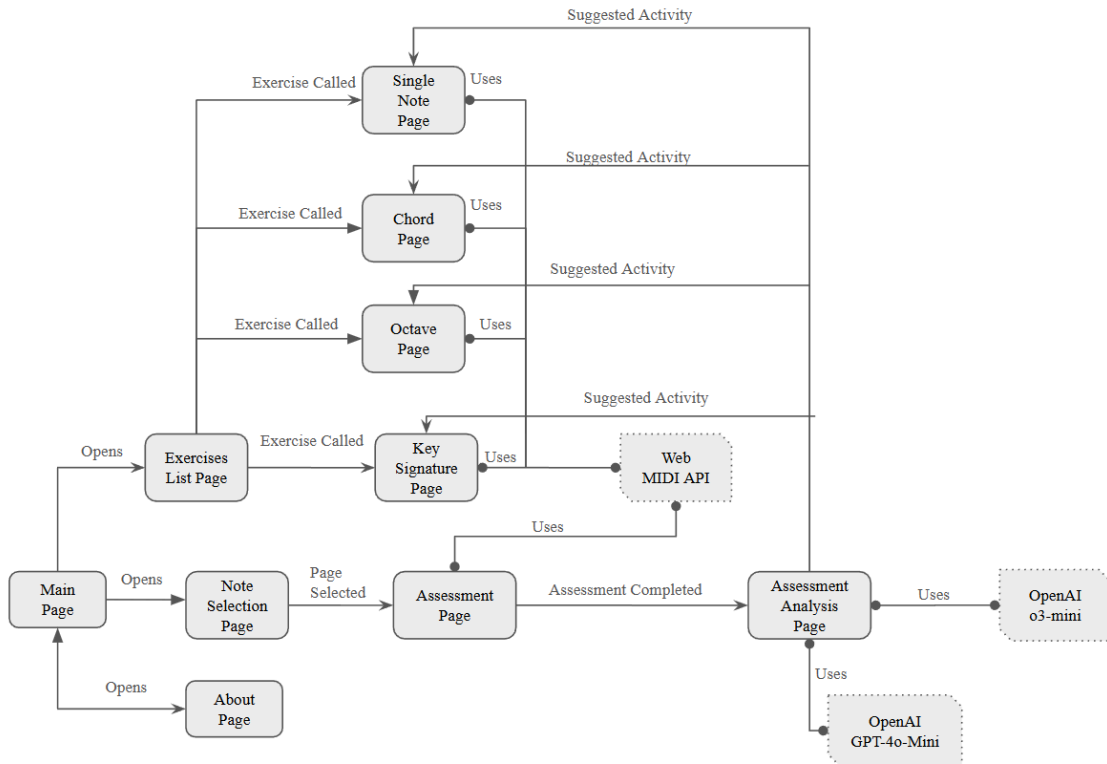 Suggested Activity
Exercise Called
Single
Note
Page
Uses
Suggested Activity
Exercise Called
Chord
Page
Uses
Suggested Activity
Exercise Called
Octave
Page
Uses
Suggested Activity
Opens
Exercises
List Page
Exercise Called
Key
Signature
Page
Uses
Web
MIDI API
Uses
Main
Page
Opens
Note
Selection
Page
Page
Selected
Assessment
Page
Assessment Completed
Assessment
Analysis
Page
Uses
OpenAI
o3-mini
Opens
About
Page
Uses
OpenAI
GPT-4o-Mini